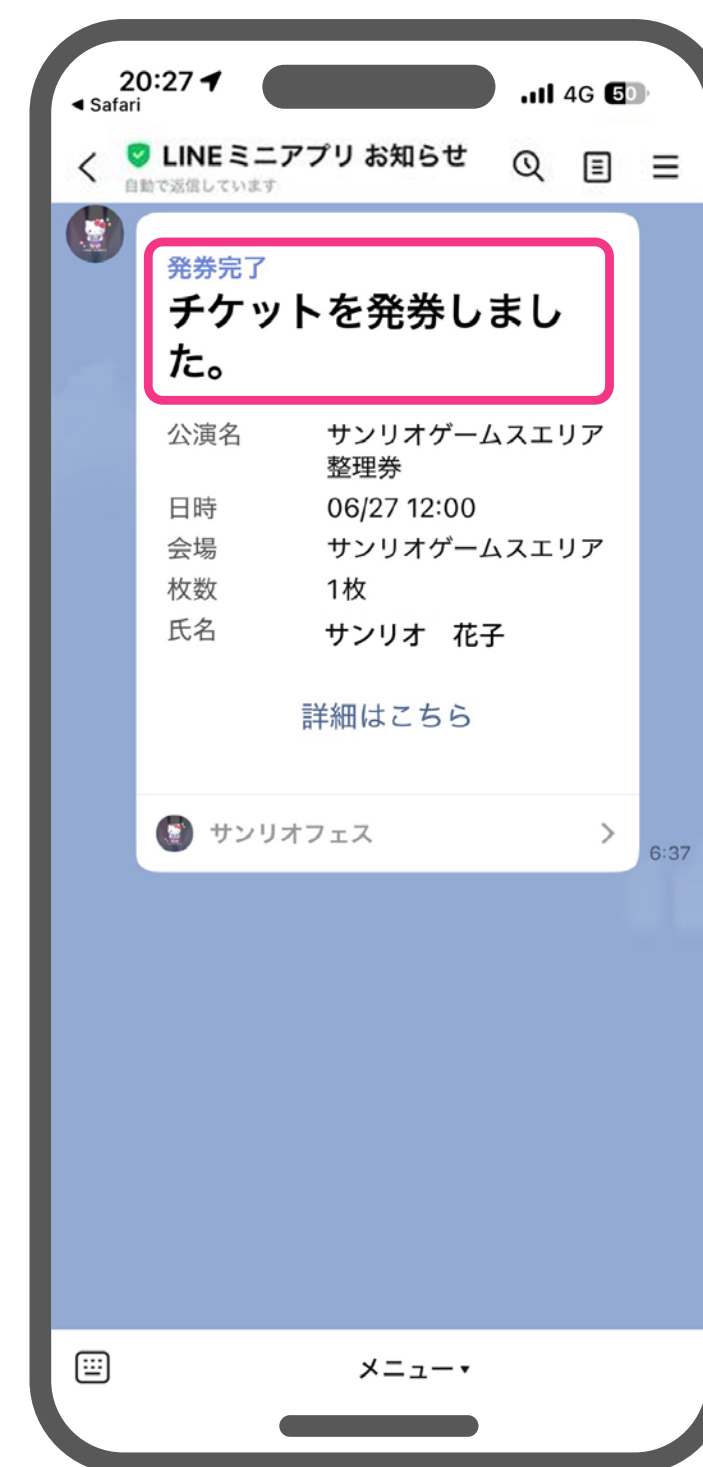 20:27
◀ Safari
4G 50
LINEミニアプリ お知らせ
自動で返信しています
発券完了
チケットを発券しまし
た。
公演名 サンリオゲームスエリア
整理券
日時 06/27 12:00
会場 サンリオゲームスエリア
枚数 1枚
氏名 サンリオ　花子
詳細はこちら
サンリオフェス
6:37
メニュー▾